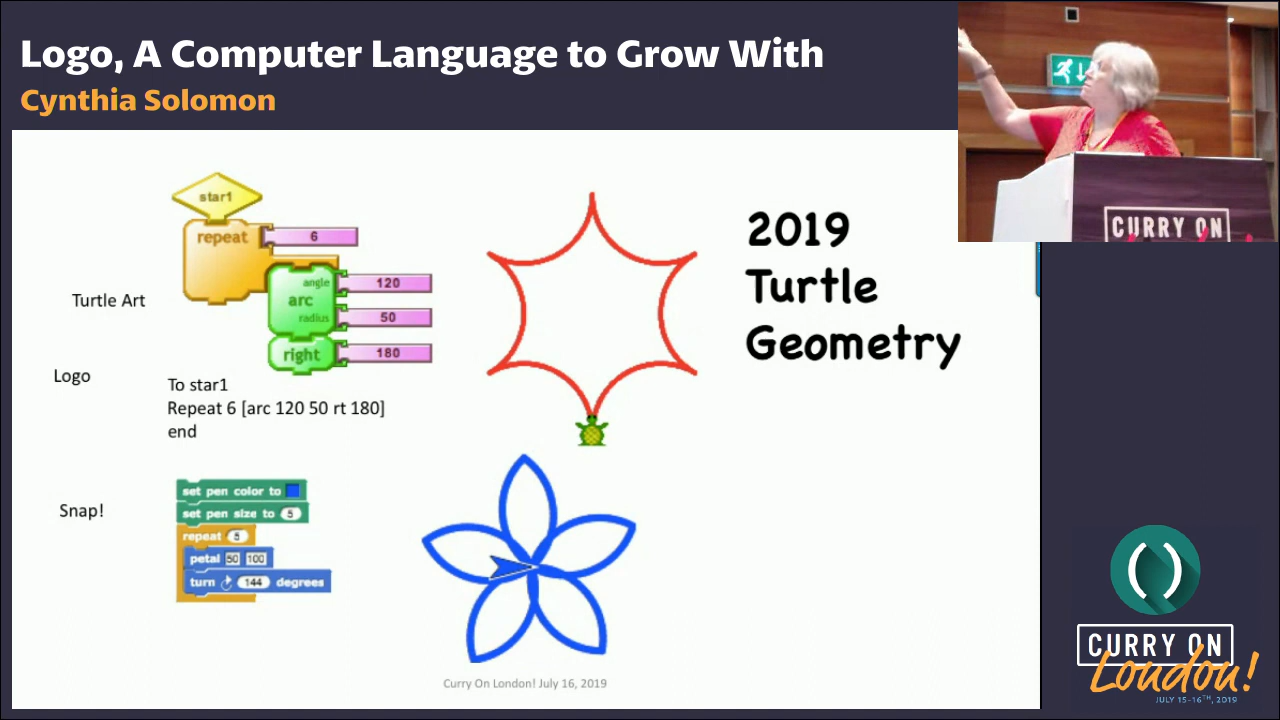 Logo, A Computer Language to Grow With
Cynthia Solomon
start1
repeat 6
angle 120
arc
radius 50
right 180
Turtle Art
Logo
To star1
Repeat 6 [arc 120 50 rt 180]
end
Snap!
set pen color to
set pen size to 5
repeat 5
petal 50 100
turn 144 degrees
2019
Turtle
Geometry
Curry On London! July 16, 2019
CURRY ON
( )
CURRY ON
London!
JULY 15-16TH, 2019